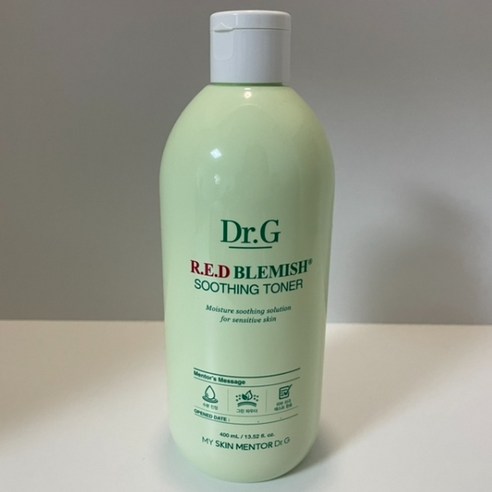 Dr.G
R.E.D BLEMISH®
SOOTHING TONER
Moisture soothing solution
for sensitive skin
Mentor's Message
OPENED DATE :
400 mL / 13.52 fl. oz.
MY SKIN MENTOR Dr.G